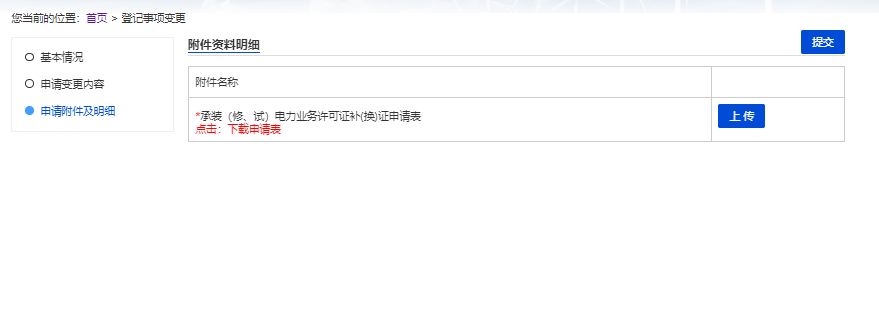 您当前的位置：首页 > 登记事项变更
基本情况
申请变更内容
申请附件及明细
附件资料明细
提交
附件名称
*承装（修、试）电力业务许可证补(换)证申请表
点击：下载申请表
上 传